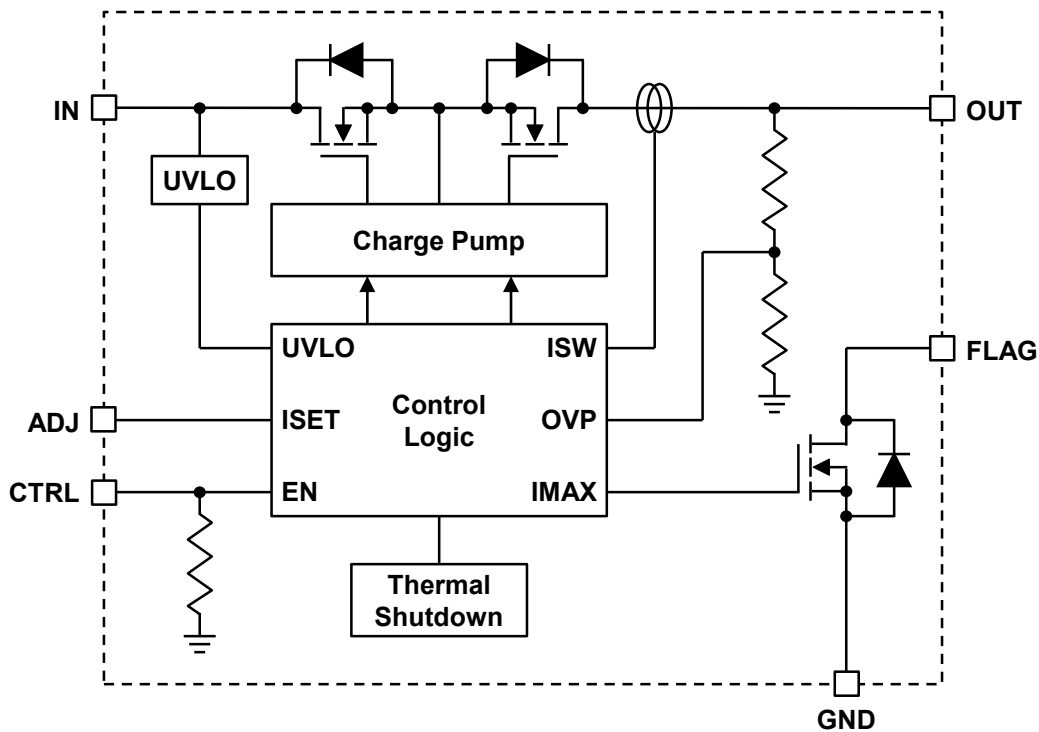 IN
OUT
UVLO
Charge Pump
UVLO
ISW
FLAG
ADJ
ISET
Control
Logic
OVP
CTRL
EN
IMAX
Thermal
Shutdown
GND